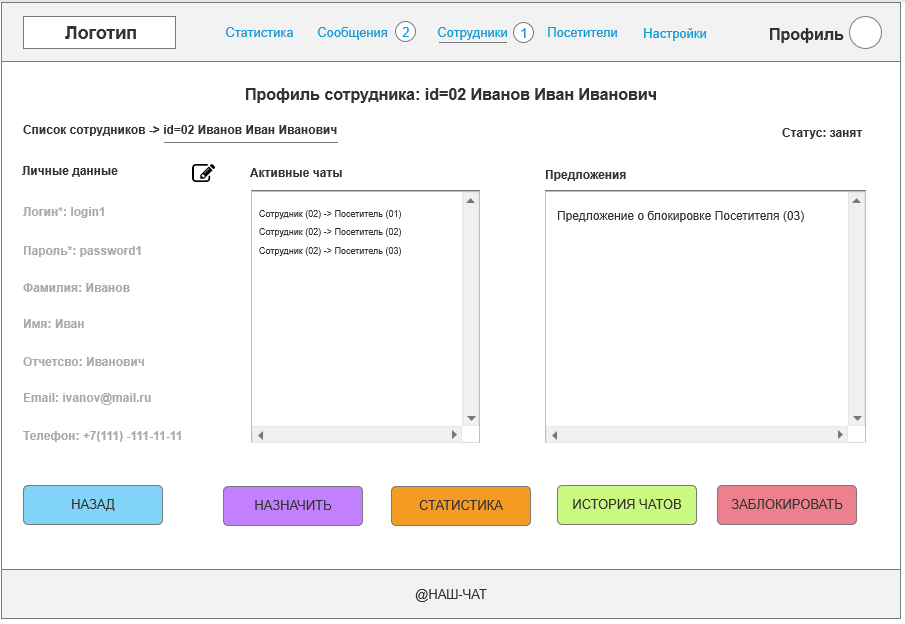 Логотип
Статистика
Сообщения 2
Сотрудники 1
Посетители
Настройки
Профиль
Профиль сотрудника: id=02 Иванов Иван Иванович
Список сотрудников -> id=02 Иванов Иван Иванович
Статус: занят
Личные данные
Логин*: login1
Пароль*: password1
Фамилия: Иванов
Имя: Иван
Отчетсво: Иванович
Email: ivanov@mail.ru
Телефон: +7(111) -111-11-11
Активные чаты
Сотрудник (02) -> Посетитель (01)
Сотрудник (02) -> Посетитель (02)
Сотрудник (02) -> Посетитель (03)
Предложения
Предложение о блокировке Посетителя (03)
НАЗАД
НАЗНАЧИТЬ
СТАТИСТИКА
ИСТОРИЯ ЧАТОВ
ЗАБЛОКИРОВАТЬ
@НАШ-ЧАТ